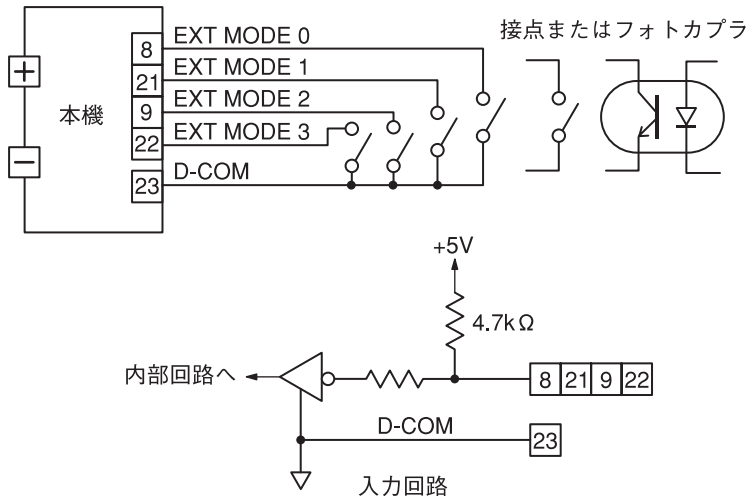 接点またはフォトカプラ
8 EXT MODE 0
21 EXT MODE 1
+
9 EXT MODE 2
本機
22 EXT MODE 3
−
23 D-COM
+5V
4.7kΩ
内部回路へ
8 21 9 22
D-COM
23
入力回路